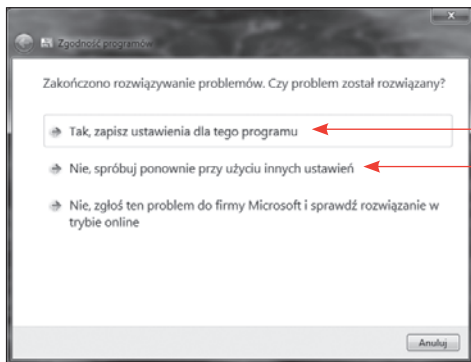 Zgodność programów
Zakończono rozwiązywanie problemów. Czy problem został rozwiązany?
Tak, zapisz ustawienia dla tego programu
Nie, spróbuj ponownie przy użyciu innych ustawień
Nie, zgłoś ten problem do firmy Microsoft i sprawdź rozwiązanie w
trybie online
Anuluj